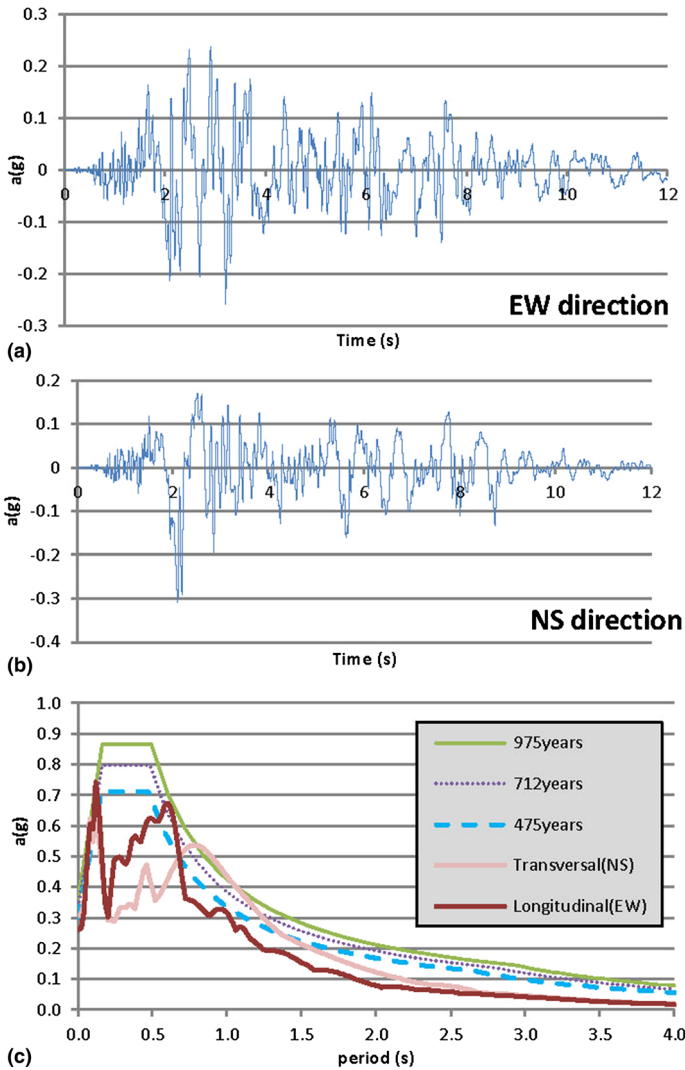 0.3
0.2
0.1
0
-0.1
-0.2
-0.3
a(g)
0 2 4 6 8 10 12
EW direction
Time (s)
(a)
0.2
0.1
0
-0.1
-0.2
-0.3
-0.4
a(g)
0 2 4 6 8 10 12
NS direction
Time (s)
(b)
1.0
0.9
0.8
0.7
0.6
0.5
0.4
0.3
0.2
0.1
0.0
a(g)
975years
712years
475years
Transversal(NS)
Longitudinal(EW)
0.0 0.5 1.0 1.5 2.0 2.5 3.0 3.5 4.0
period (s)
(c)